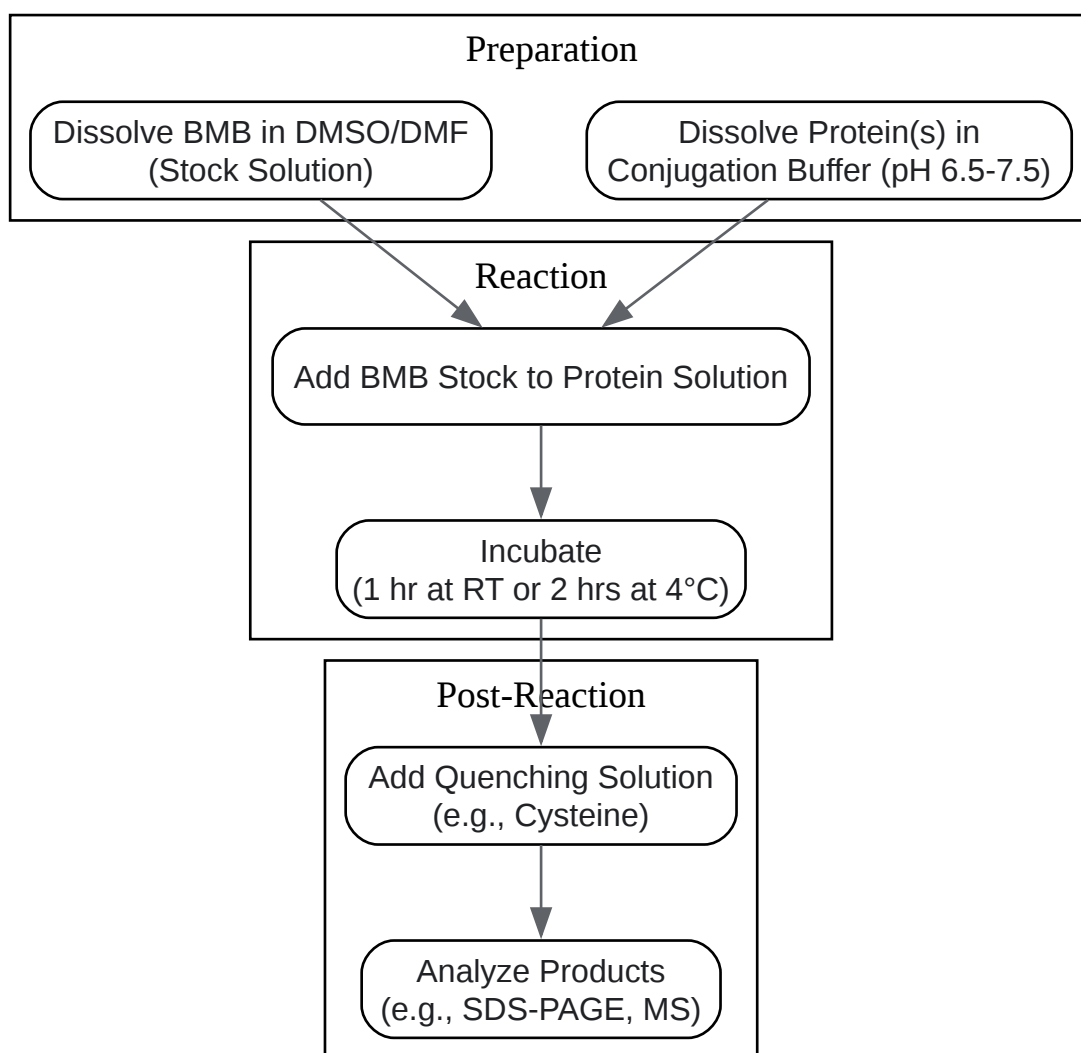 Preparation
Dissolve BMB in DMSO/DMF
(Stock Solution)
Dissolve Protein(s) in
Conjugation Buffer (pH 6.5-7.5)
Reaction
Add BMB Stock to Protein Solution
Incubate
(1 hr at RT or 2 hrs at 4°C)
Post-Reaction
Add Quenching Solution
(e.g., Cysteine)
Analyze Products
(e.g., SDS-PAGE, MS)